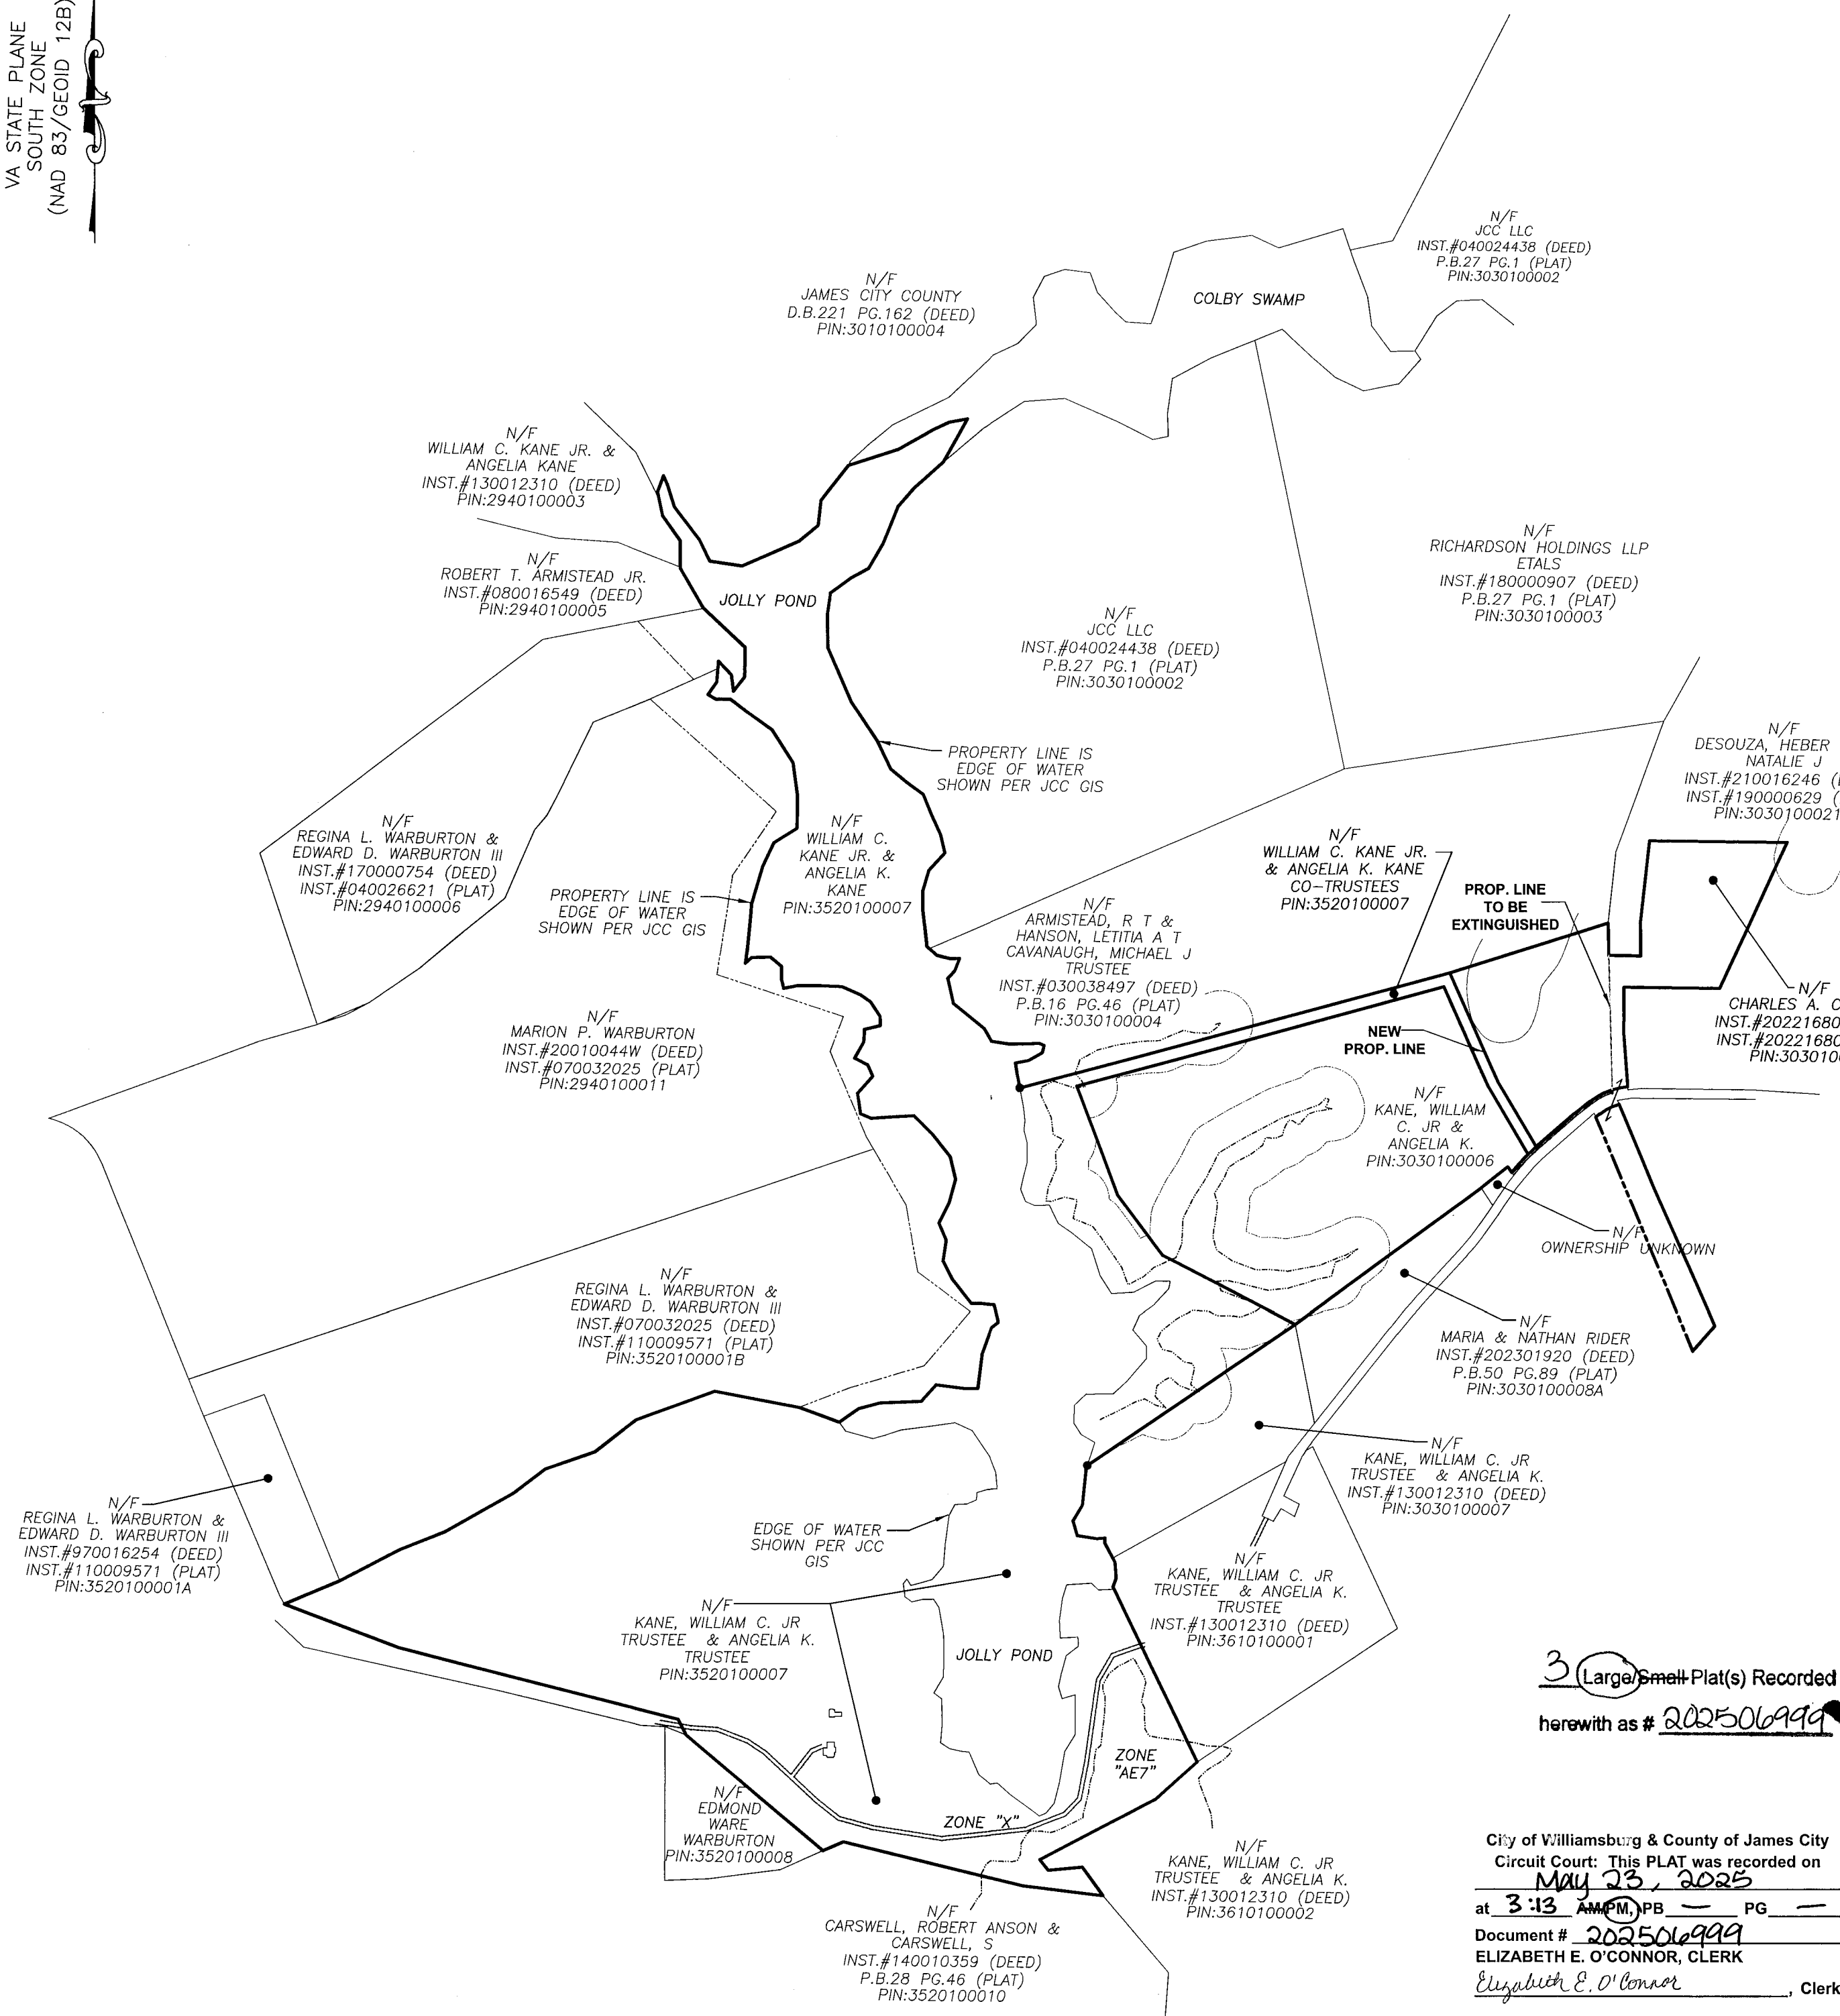 VA STATE PLANE
SOUTH ZONE
(NAD 83/GEOID 12B)
N/F
JCC LLC
INST.#040024438 (DEED)
P.B.27 PG.1 (PLAT)
PIN:3030100002
N/F
JAMES CITY COUNTY
D.B.221 PG.162 (DEED)
PIN:3010100004
COLBY SWAMP
N/F
WILLIAM C. KANE JR. &
ANGELIA KANE
INST.#130012310 (DEED)
PIN:2940100003
N/F
ROBERT T. ARMISTEAD JR.
INST.#080016549 (DEED)
PIN:2940100005
JOLLY POND
N/F
RICHARDSON HOLDINGS LLP
ETALS
INST.#180000907 (DEED)
P.B.27 PG.1 (PLAT)
PIN:3030100003
N/F
JCC LLC
INST.#040024438 (DEED)
P.B.27 PG.1 (PLAT)
PIN:3030100002
N/F
DESOUZA, HEBER
NATALIE J
INST.#210016246 (
INST.#190000629 (
PIN:3030100021
PROPERTY LINE IS
EDGE OF WATER
SHOWN PER JCC GIS
N/F
REGINA L. WARBURTON &
EDWARD D. WARBURTON III
INST.#170000754 (DEED)
INST.#040026621 (PLAT)
PIN:2940100006
PROPERTY LINE IS
EDGE OF WATER
SHOWN PER JCC GIS
N/F
WILLIAM C.
KANE JR. &
ANGELIA K.
KANE
PIN:3520100007
N/F
WILLIAM C. KANE JR.
& ANGELIA K. KANE
CO-TRUSTEES
PIN:3520100007
PROP. LINE
TO BE
EXTINGUISHED
N/F
ARMISTEAD, R T &
HANSON, LETITIA A T
CAVANAUGH, MICHAEL J
TRUSTEE
INST.#030038497 (DEED)
P.B.16 PG.46 (PLAT)
PIN:3030100004
N/F
CHARLES A. C
INST.#20221680
INST.#20221680
PIN:303010
N/F
MARION P. WARBURTON
INST.#20010044W (DEED)
INST.#070032025 (PLAT)
PIN:2940100011
NEW
PROP. LINE
N/F
KANE, WILLIAM
C. JR &
ANGELIA K.
PIN:3030100006
N/F
OWNERSHIP UNKNOWN
N/F
REGINA L. WARBURTON &
EDWARD D. WARBURTON III
INST.#070032025 (DEED)
INST.#110009571 (PLAT)
PIN:3520100001B
N/F
MARIA & NATHAN RIDER
INST.#202301920 (DEED)
P.B.50 PG.89 (PLAT)
PIN:3030100008A
N/F
KANE, WILLIAM C. JR
TRUSTEE & ANGELIA K.
INST.#130012310 (DEED)
PIN:3030100007
N/F
REGINA L. WARBURTON &
EDWARD D. WARBURTON III
INST.#970016254 (DEED)
INST.#110009571 (PLAT)
PIN:3520100001A
EDGE OF WATER
SHOWN PER JCC
GIS
N/F
KANE, WILLIAM C. JR
TRUSTEE & ANGELIA K.
TRUSTEE
INST.#130012310 (DEED)
PIN:3610100001
N/F
KANE, WILLIAM C. JR
TRUSTEE & ANGELIA K.
TRUSTEE
PIN:3520100007
JOLLY POND
3 Large/Small Plat(s) Recorded
herewith as # 202506999
ZONE
"AE7"
N/F
EDMOND
WARE
WARBURTON
PIN:3520100008
ZONE "X"
N/F
KANE, WILLIAM C. JR
TRUSTEE & ANGELIA K.
INST.#130012310 (DEED)
PIN:3610100002
N/F
CARSWELL, ROBERT ANSON &
CARSWELL, S
INST.#140010359 (DEED)
P.B.28 PG.46 (PLAT)
PIN:3520100010
City of Williamsburg & County of James City
Circuit Court: This PLAT was recorded on
May 23, 2025
at 3:13 AM/PM, PB — PG —
Document # 202506999
ELIZABETH E. O'CONNOR, CLERK
Elizabeth E. O'Connor, Clerk